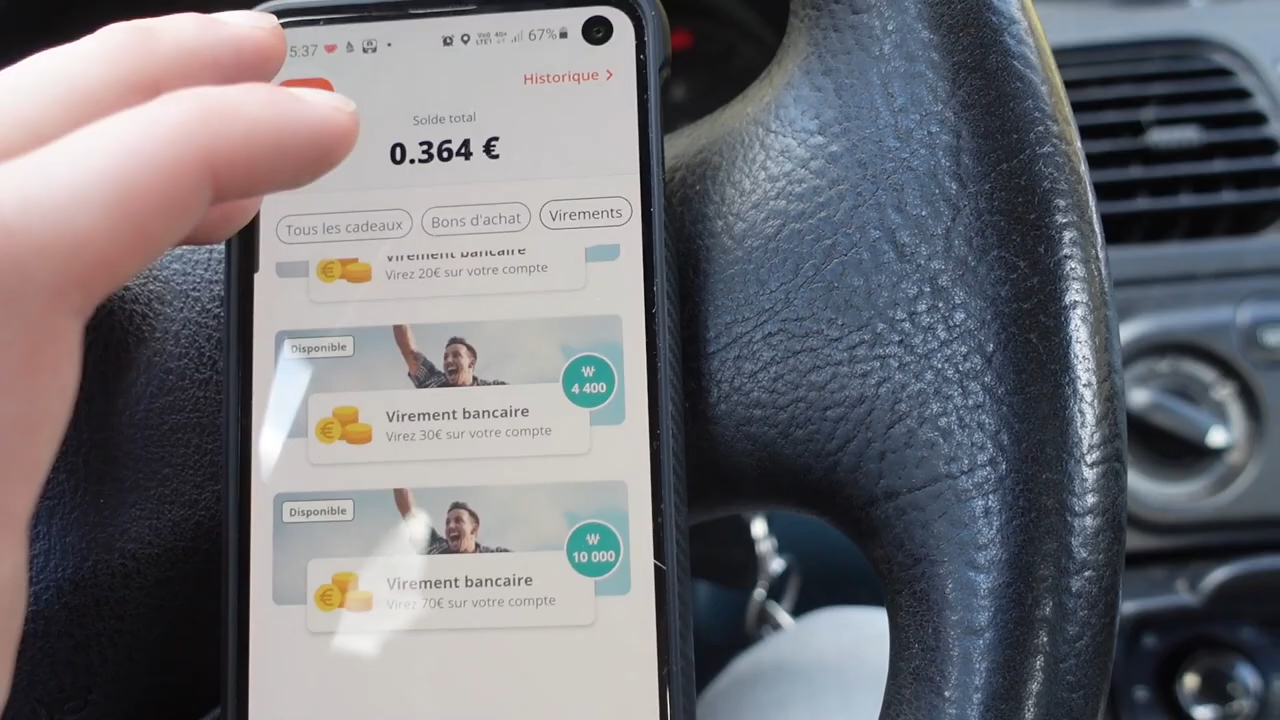 5:37
67%
Historique >
Solde total
0.364 €
Tous les cadeaux
Bons d'achat
Virements
Virement bancaire
Virez 20€ sur votre compte
Disponible
₩
4 400
Virement bancaire
Virez 30€ sur votre compte
Disponible
₩
10 000
Virement bancaire
Virez 70€ sur votre compte